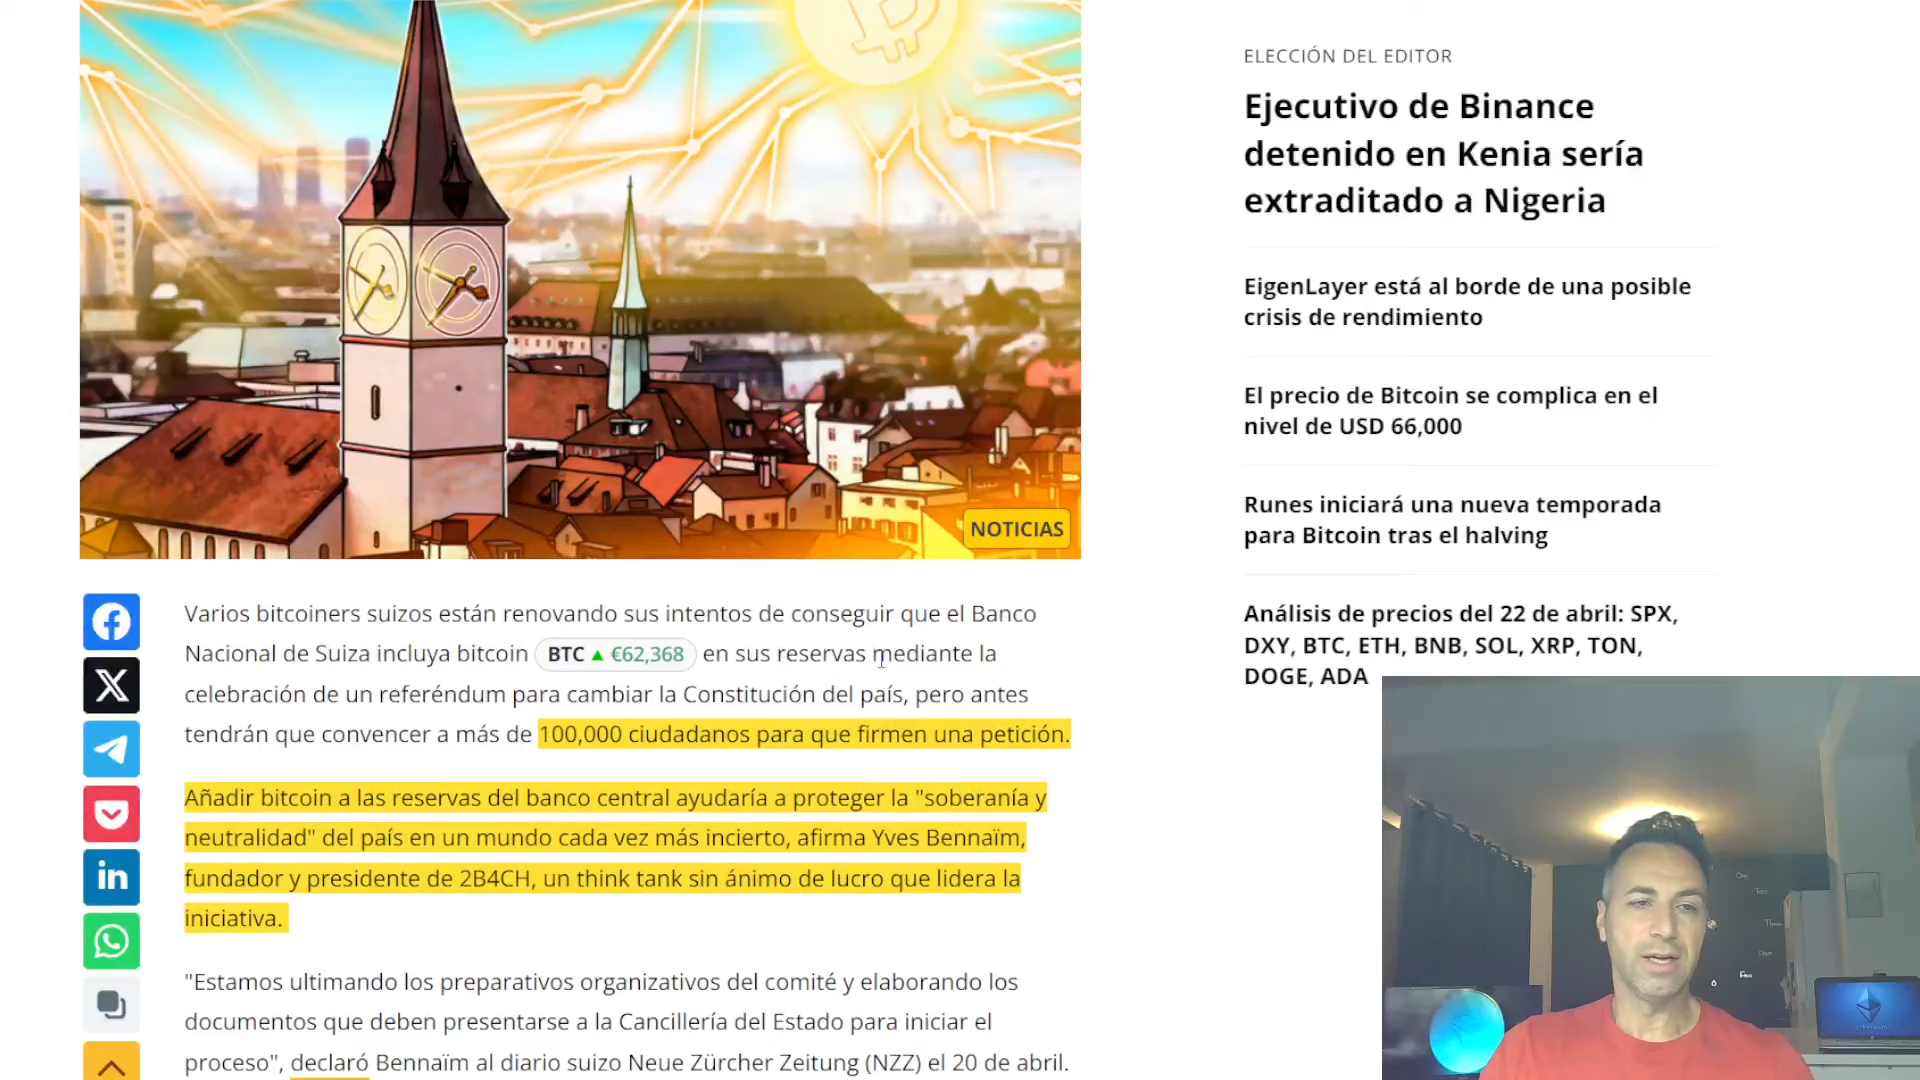 NOTICIAS
Varios bitcoiners suizos están renovando sus intentos de conseguir que el Banco
Nacional de Suiza incluya bitcoin BTC ▲ €62,368 en sus reservas mediante la
celebración de un referéndum para cambiar la Constitución del país, pero antes
tendrán que convencer a más de 100,000 ciudadanos para que firmen una petición.
Añadir bitcoin a las reservas del banco central ayudaría a proteger la "soberanía y
neutralidad" del país en un mundo cada vez más incierto, afirma Yves Bennaïm,
fundador y presidente de 2B4CH, un think tank sin ánimo de lucro que lidera la
iniciativa.
"Estamos ultimando los preparativos organizativos del comité y elaborando los
documentos que deben presentarse a la Cancillería del Estado para iniciar el
proceso", declaró Bennaïm al diario suizo Neue Zürcher Zeitung (NZZ) el 20 de abril.
ELECCIÓN DEL EDITOR
Ejecutivo de Binance
detenido en Kenia sería
extraditado a Nigeria
EigenLayer está al borde de una posible
crisis de rendimiento
El precio de Bitcoin se complica en el
nivel de USD 66,000
Runes iniciará una nueva temporada
para Bitcoin tras el halving
Análisis de precios del 22 de abril: SPX,
DXY, BTC, ETH, BNB, SOL, XRP, TON,
DOGE, ADA